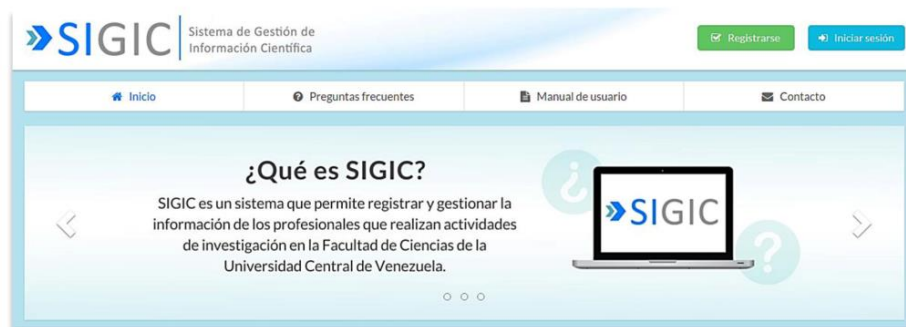 SIGIC
Sistema de Gestión de
Información Científica
Registrarse
Iniciar sesión
Inicio
Preguntas frecuentes
Manual de usuario
Contacto
¿Qué es SIGIC?
SIGIC es un sistema que permite registrar y gestionar la
información de los profesionales que realizan actividades
de investigación en la Facultad de Ciencias de la
Universidad Central de Venezuela.
¿
SIGIC
?